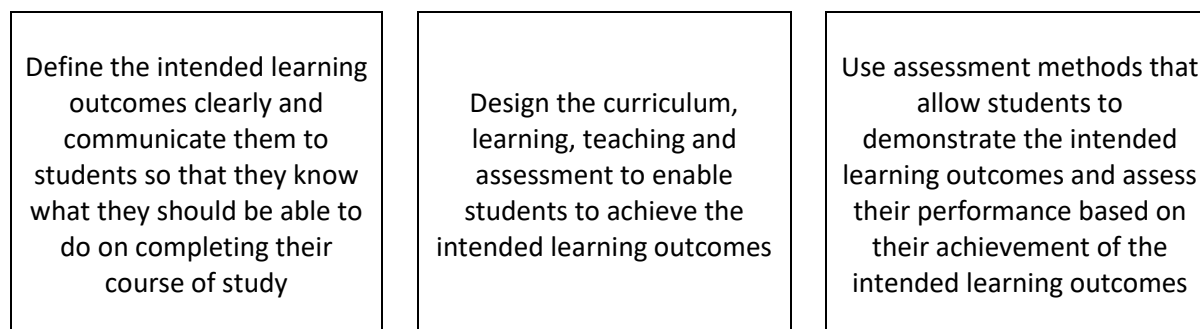 Define the intended learning
outcomes clearly and
communicate them to
students so that they know
what they should be able to
do on completing their
course of study
Design the curriculum,
learning, teaching and
assessment to enable
students to achieve the
intended learning outcomes
Use assessment methods that
allow students to
demonstrate the intended
learning outcomes and assess
their performance based on
their achievement of the
intended learning outcomes